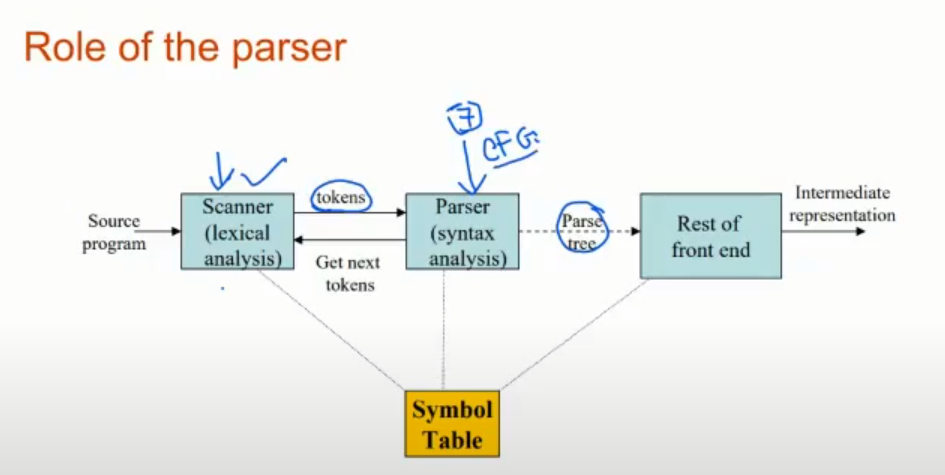 Role of the parser
7
CFG
Source
program
Scanner
(lexical
analysis)
tokens
Get next
tokens
Parser
(syntax
analysis)
Parse
tree
Rest of
front end
Intermediate
representation
Symbol
Table